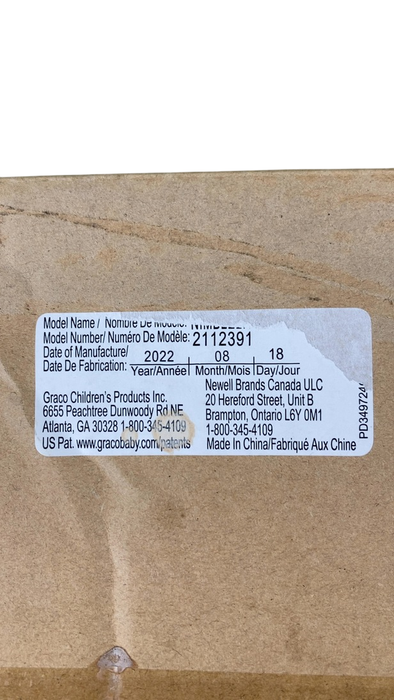 Model Name / Nombre De Modèle:
Model Number/ Numéro De Modèle: 2112391
Date of Manufacture/
Date De Fabrication:
2022 08 18
Year/Année Month/Mois Day/Jour
Graco Children's Products Inc.
6655 Peachtree Dunwoody Rd NE
Atlanta, GA 30328 1-800-345-4109
US Pat. www.gracobaby.com/patents
Newell Brands Canada ULC
20 Hereford Street, Unit B
Brampton, Ontario L6Y 0M1
1-800-345-4109
Made In China/Fabriqué Aux Chine